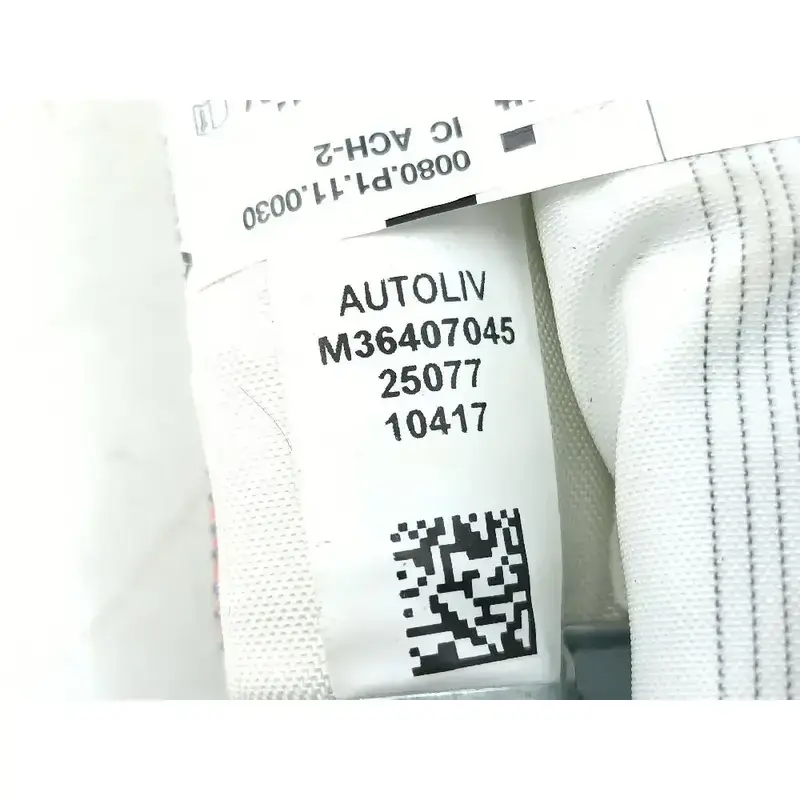 IC ACH-2
0080.P1.11.0030
AUTOLIV
M36407045
25077
10417